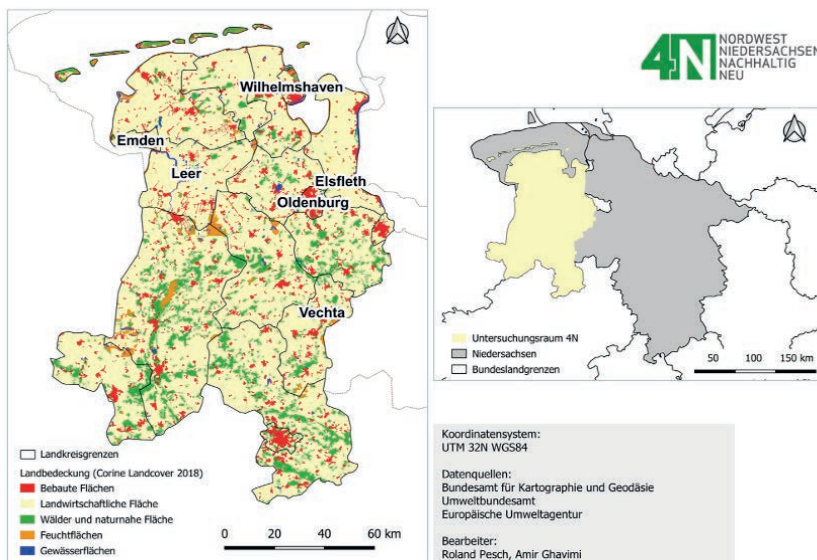 Wilhelmshaven
Emden
Leer
Elsfleth
Oldenburg
Vechta
Landkreisgrenzen
Landbedeckung (Corine Landcover 2018)
Bebaute Flächen
Landwirtschaftliche Fläche
Wälder und naturnahe Fläche
Feuchtflächen
Gewässerflächen
0 20 40 60 km
4N
NORDWEST
NIEDERSACHSEN
NACHHALTIG
NEU
Untersuchungsraum 4N
Niedersachsen
Bundeslandgrenzen
50 100 150 km
Koordinatensystem:
UTM 32N WGS84
Datenquellen:
Bundesamt für Kartographie und Geodäsie
Umweltbundesamt
Europäische Umweltagentur
Bearbeiter:
Roland Pesch, Amir Ghavimi